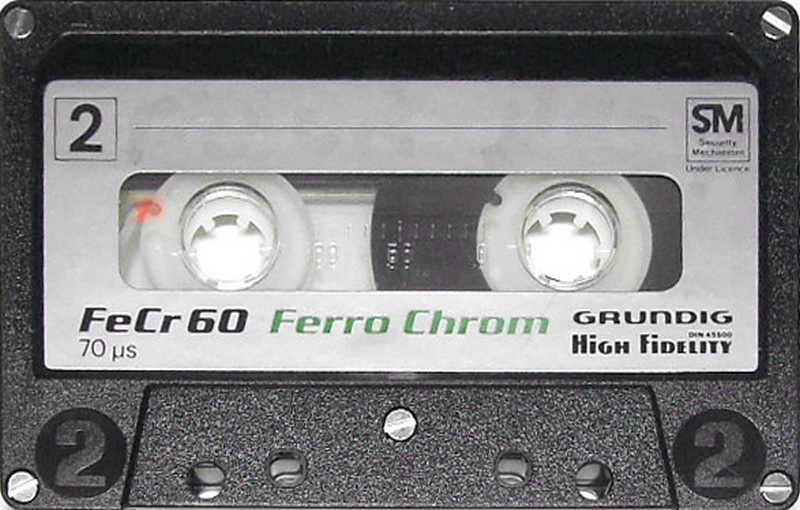 2
SM
Security
Mechanism
Under Licence
FeCr 60 Ferro Chrom GRUNDIG
70 µs
DIN 45500
High Fidelity
2 2